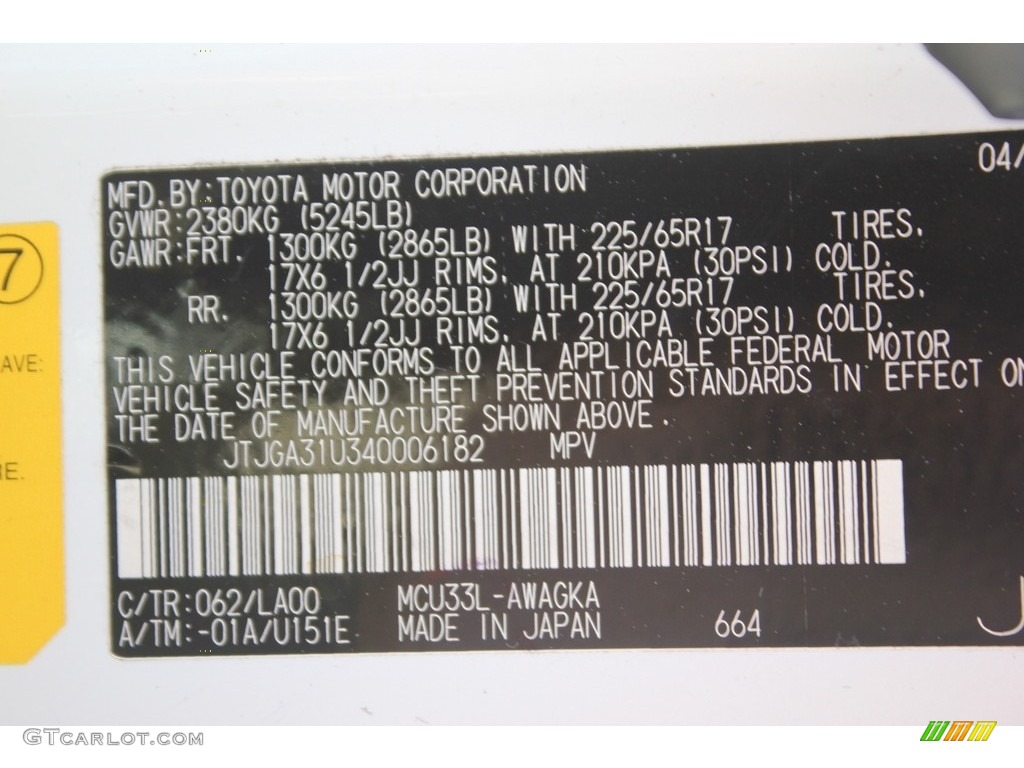 04/
MFD.BY:TOYOTA MOTOR CORPORATION
GVWR:2380KG (5245LB)
GAWR:FRT. 1300KG (2865LB) WITH 225/65R17 TIRES.
17X6 1/2JJ RIMS, AT 210KPA (30PSI) COLD.
RR. 1300KG (2865LB) WITH 225/65R17 TIRES.
17X6 1/2JJ RIMS, AT 210KPA (30PSI) COLD.
THIS VEHICLE CONFORMS TO ALL APPLICABLE FEDERAL MOTOR
VEHICLE SAFETY AND THEFT PREVENTION STANDARDS IN EFFECT ON
THE DATE OF MANUFACTURE SHOWN ABOVE.
JTJGA31U340006182 MPV
C/TR:062/LA00 MCU33L-AWAGKA
A/TM:-01A/U151E MADE IN JAPAN 664
J
7
AVE:
RE.
GTCARLOT.COM